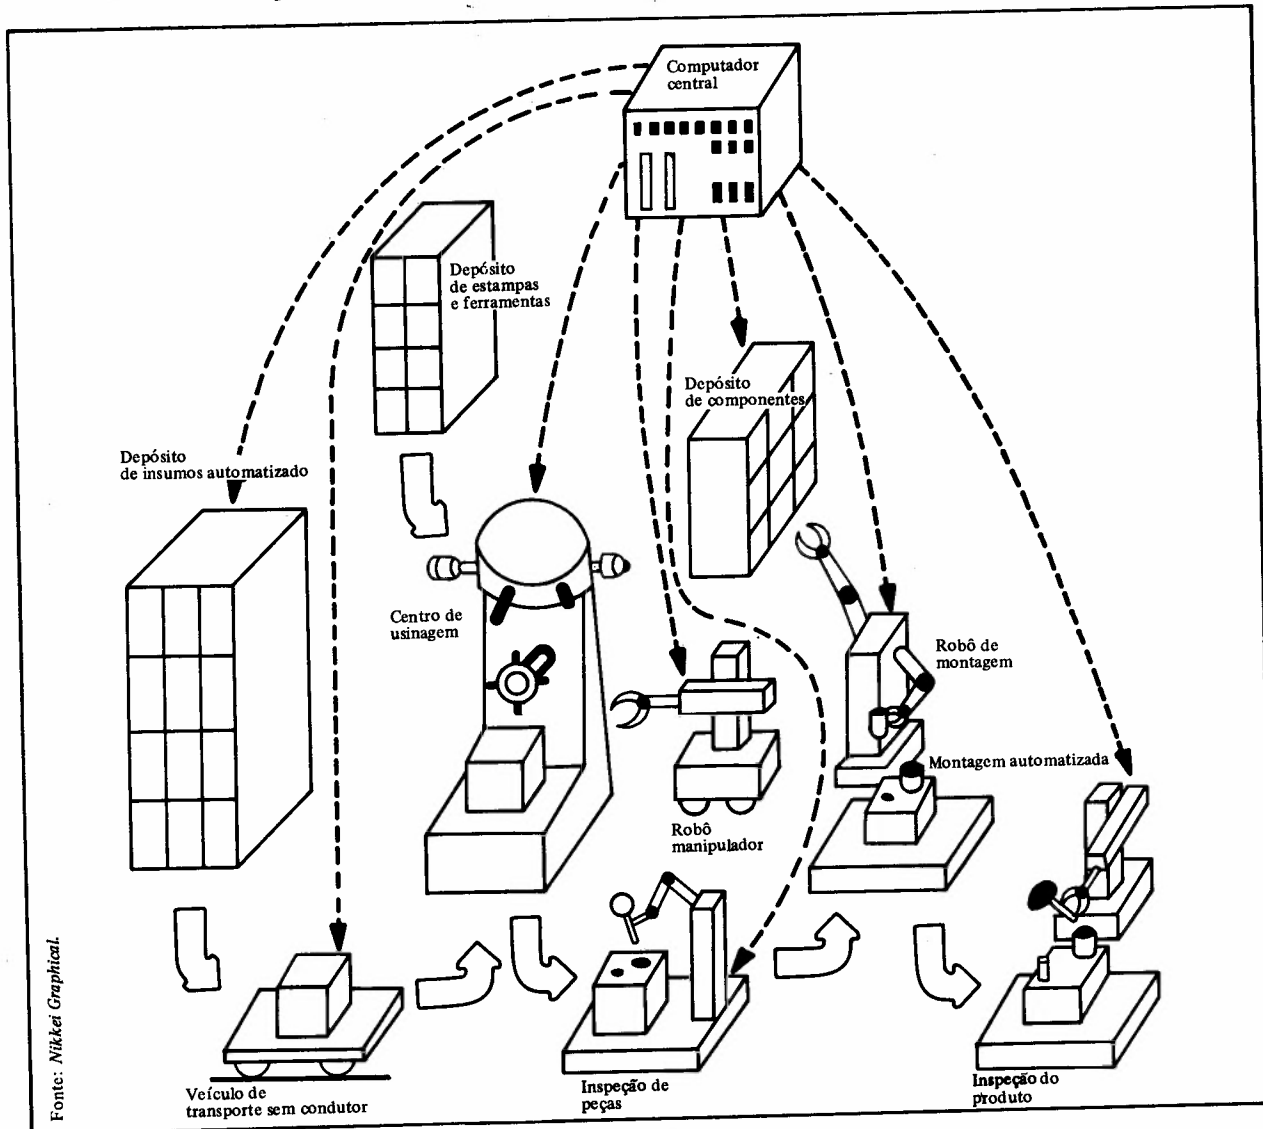 Computador
central
Depósito
de estampas
e ferramentas
Depósito
de componentes
Depósito
de insumos automatizado
Centro de
usinagem
Robô de
montagem
Montagem automatizada
Robô
manipulador
Veículo de
transporte sem condutor
Inspeção de
peças
Inspeção do
produto
Fonte: Nikkei Graphical.